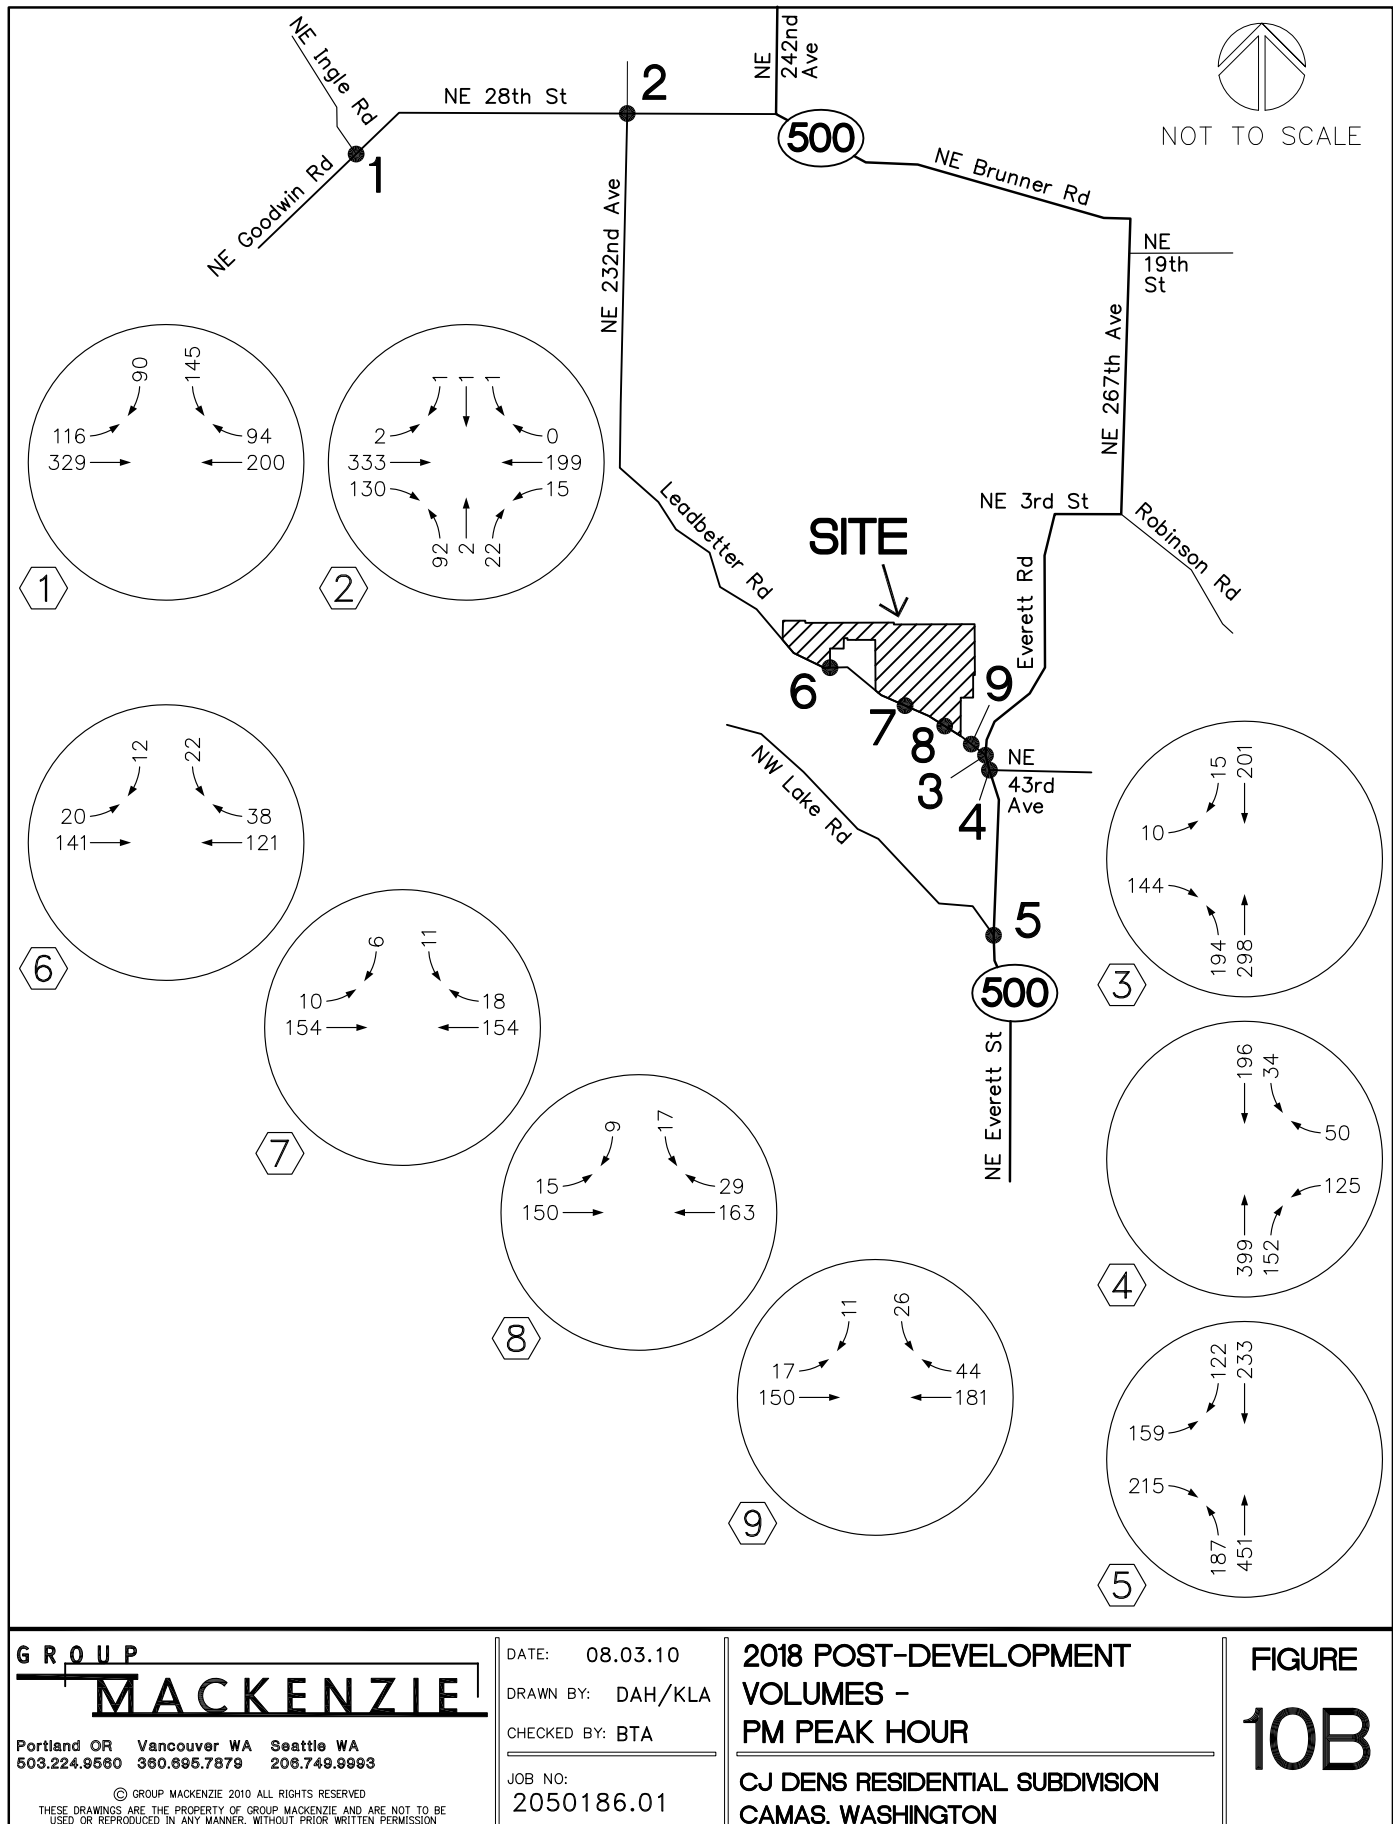 NE Ingle Rd
NE 28th St
2
NE
242nd
Ave
500
NOT TO SCALE
NE Goodwin Rd
1
NE Brunner Rd
NE 232nd Ave
NE
19th
St
NE 267th Ave
Leadbetter Rd
NE 3rd St
Robinson Rd
SITE
Everett Rd
6
7
8
9
3
4
NE
43rd
Ave
NW Lake Rd
5
500
NE Everett St
90
145
116
94
329
200
1
1
1
1
2
0
333
199
130
15
92
2
22
2
12
22
20
38
141
121
6
6
11
10
18
154
154
7
9
17
15
29
150
163
8
11
26
17
44
150
181
9
15
201
10
144
194
298
3
196
34
50
125
399
152
4
122
233
159
215
187
451
5
GROUP
MACKENZIE
Portland OR Vancouver WA Seattle WA
503.224.9560 360.695.7879 206.749.9993
© GROUP MACKENZIE 2010 ALL RIGHTS RESERVED
THESE DRAWINGS ARE THE PROPERTY OF GROUP MACKENZIE AND ARE NOT TO BE
USED OR REPRODUCED IN ANY MANNER, WITHOUT PRIOR WRITTEN PERMISSION
DATE: 08.03.10
DRAWN BY: DAH/KLA
CHECKED BY: BTA
JOB NO:
2050186.01
2018 POST-DEVELOPMENT
VOLUMES -
PM PEAK HOUR
CJ DENS RESIDENTIAL SUBDIVISION
CAMAS, WASHINGTON
FIGURE
10B